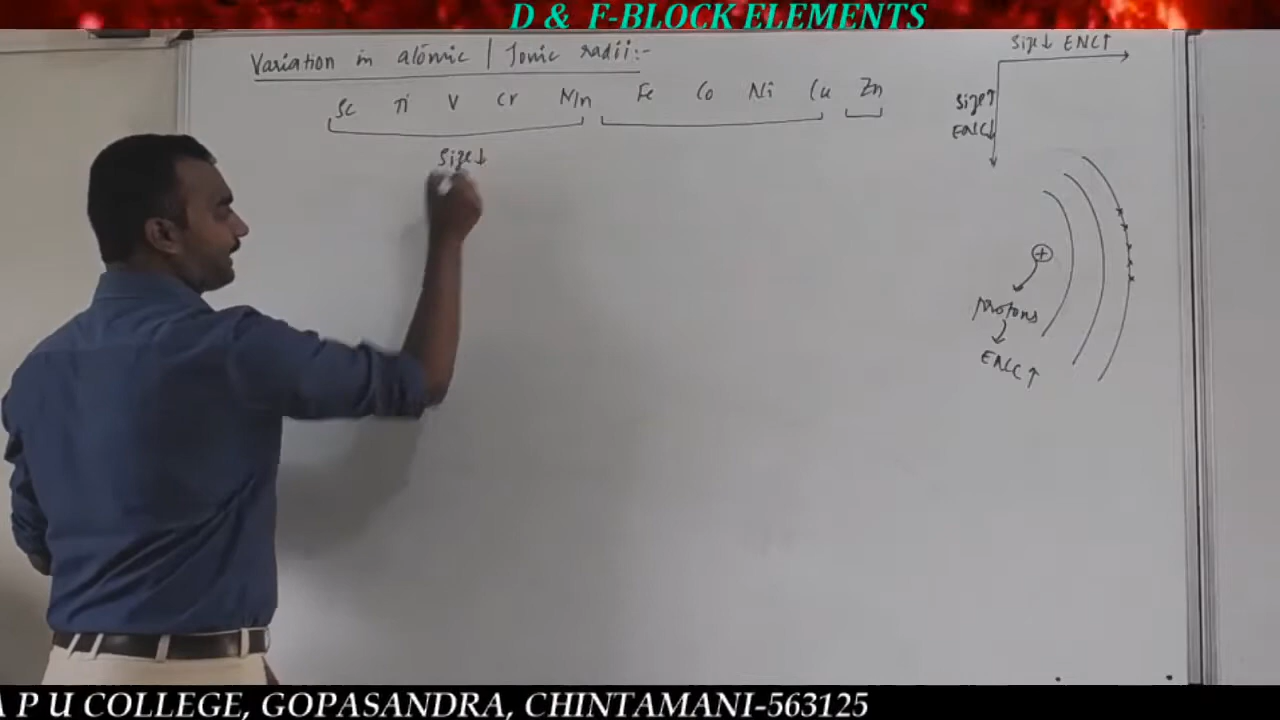 D & F-BLOCK ELEMENTS
Variation in atomic | Ionic radii:-
Sc Ti V Cr Mn Fe Co Ni Cu Zn
Size↓
Size↓ ENC↑
Size↑
ENC↓
+
protons
ENC↑
A P U COLLEGE, GOPASANDRA, CHINTAMANI-563125